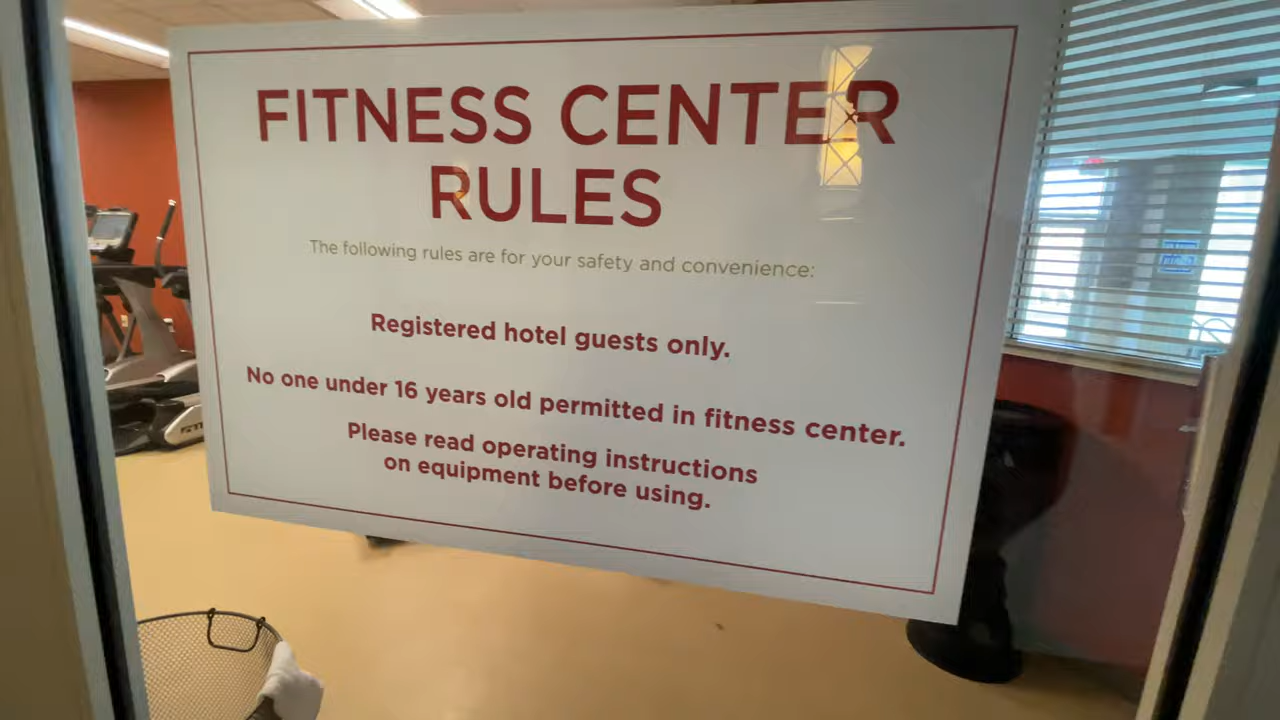 FITNESS CENTER
RULES
The following rules are for your safety and convenience:
Registered hotel guests only.
No one under 16 years old permitted in fitness center.
Please read operating instructions
on equipment before using.